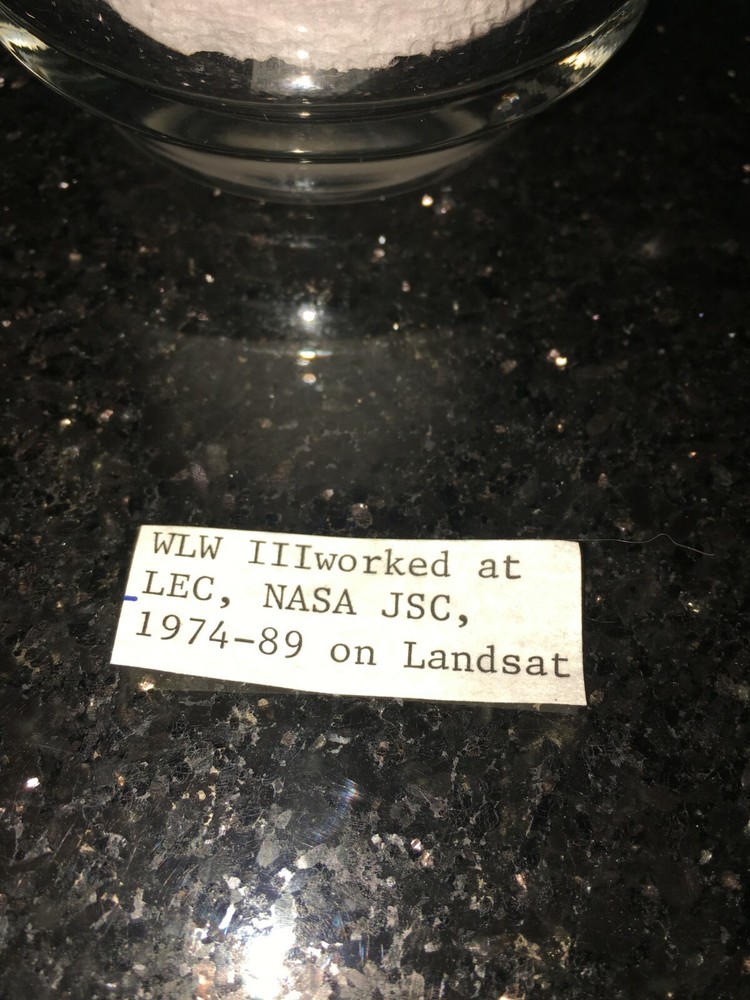 WLW IIIworked at
LEC, NASA JSC,
1974-89 on Landsat